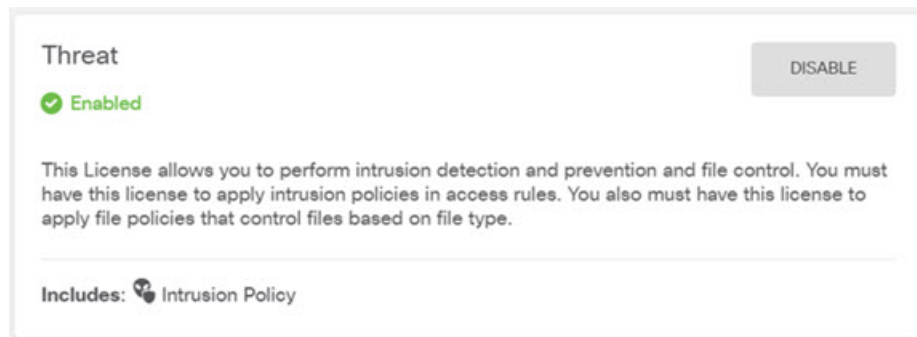 Threat
DISABLE
Enabled
This License allows you to perform intrusion detection and prevention and file control. You must
have this license to apply intrusion policies in access rules. You also must have this license to
apply file policies that control files based on file type.
Includes: Intrusion Policy